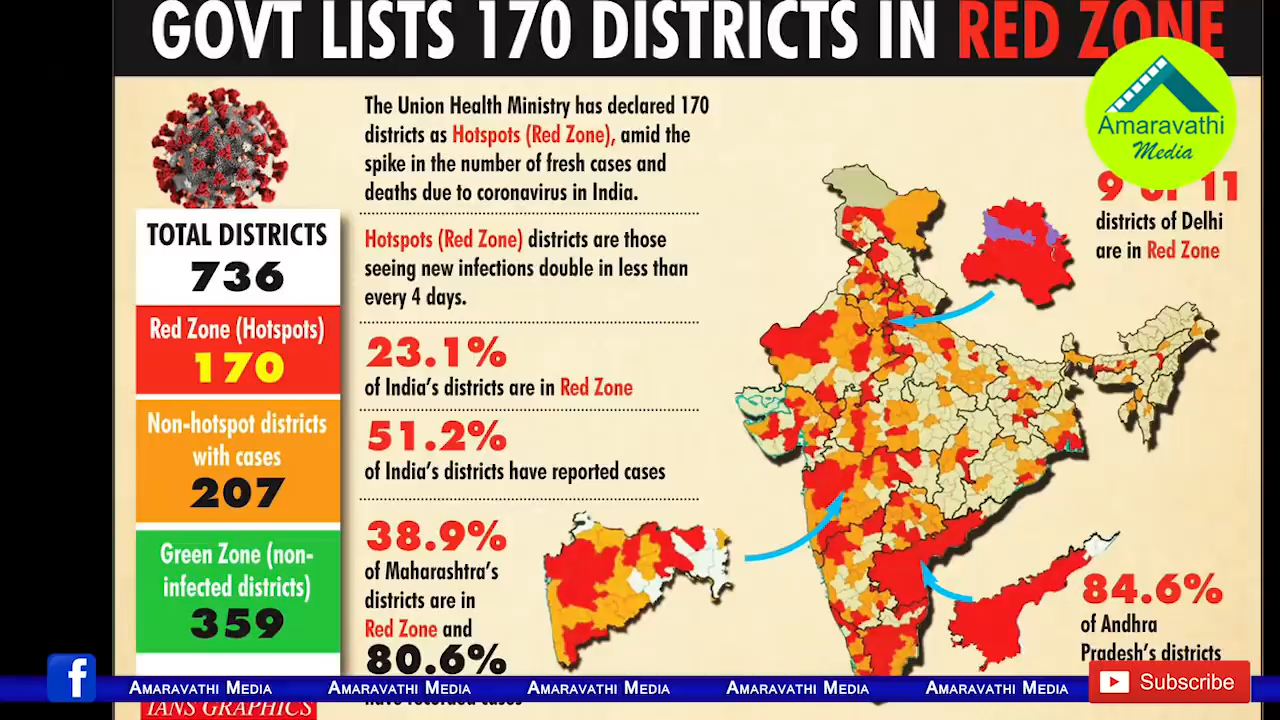 GOVT LISTS 170 DISTRICTS IN RED ZONE
Amaravathi
Media
The Union Health Ministry has declared 170
districts as Hotspots (Red Zone), amid the
spike in the number of fresh cases and
deaths due to coronavirus in India.
TOTAL DISTRICTS
736
Red Zone (Hotspots)
170
Non-hotspot districts
with cases
207
Green Zone (non-
infected districts)
359
Hotspots (Red Zone) districts are those
seeing new infections double in less than
every 4 days.
23.1%
of India's districts are in Red Zone
51.2%
of India's districts have reported cases
38.9%
of Maharashtra's
districts are in
Red Zone and
80.6%
have recorded cases
9 of 11
districts of Delhi
are in Red Zone
84.6%
of Andhra
Pradesh's districts
IANS GRAPHICS
f
Amaravathi Media Amaravathi Media Amaravathi Media Amaravathi Media Amaravathi Media
Subscribe